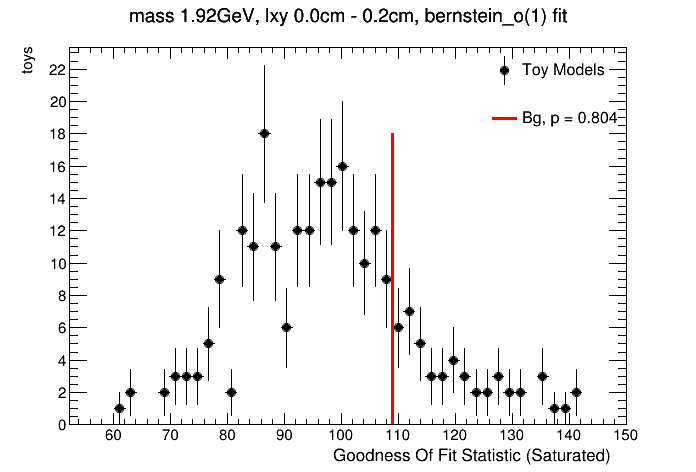 mass 1.92GeV, lxy 0.0cm - 0.2cm, bernstein_o(1) fit
toys
Toy Models
Bg, p = 0.804
22
20
18
16
14
12
10
8
6
4
2
0
60 70 80 90 100 110 120 130 140 150
Goodness Of Fit Statistic (Saturated)